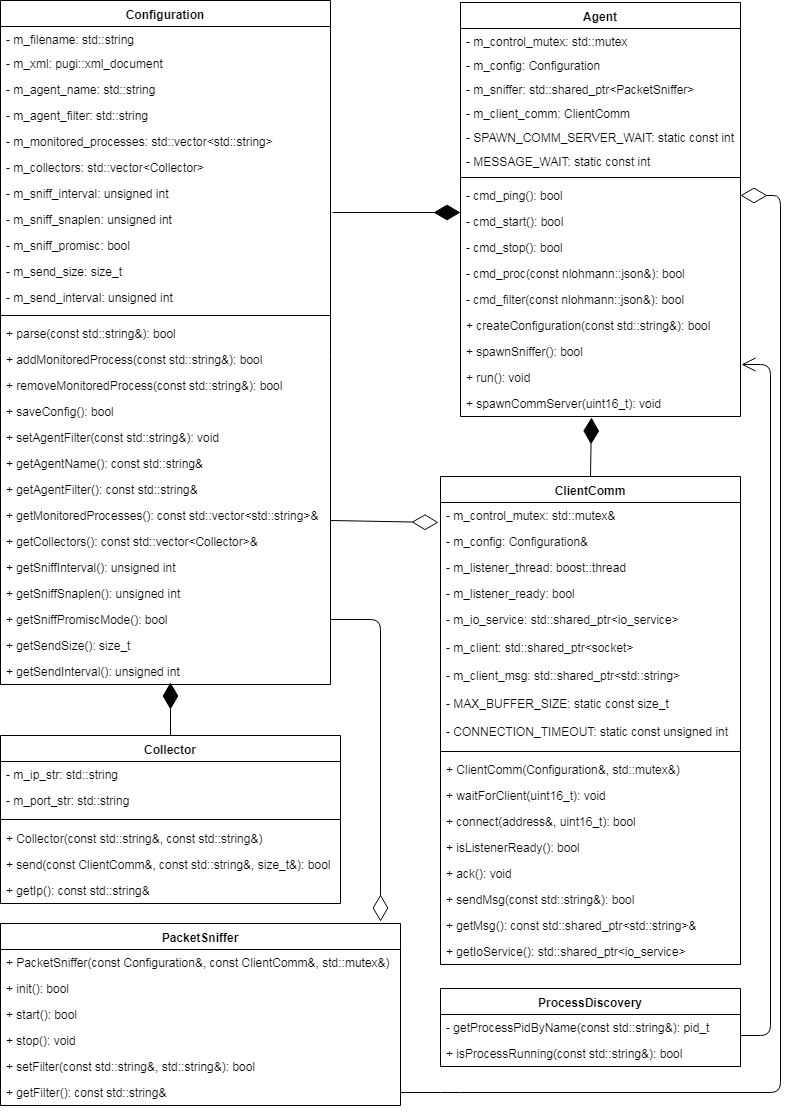 Configuration
- m_filename: std::string
- m_xml: pugi::xml_document
- m_agent_name: std::string
- m_agent_filter: std::string
- m_monitored_processes: std::vector<std::string>
- m_collectors: std::vector<Collector>
- m_sniff_interval: unsigned int
- m_sniff_snaplen: unsigned int
- m_sniff_promisc: bool
- m_send_size: size_t
- m_send_interval: unsigned int
+ parse(const std::string&): bool
+ addMonitoredProcess(const std::string&): bool
+ removeMonitoredProcess(const std::string&): bool
+ saveConfig(): bool
+ setAgentFilter(const std::string&): void
+ getAgentName(): const std::string&
+ getAgentFilter(): const std::string&
+ getMonitoredProcesses(): const std::vector<std::string>&
+ getCollectors(): const std::vector<Collector>&
+ getSniffInterval(): unsigned int
+ getSniffSnaplen(): unsigned int
+ getSniffPromiscMode(): bool
+ getSendSize(): size_t
+ getSendInterval(): unsigned int
Agent
- m_control_mutex: std::mutex
- m_config: Configuration
- m_sniffer: std::shared_ptr<PacketSniffer>
- m_client_comm: ClientComm
- SPAWN_COMM_SERVER_WAIT: static const int
- MESSAGE_WAIT: static const int
- cmd_ping(): bool
- cmd_start(): bool
- cmd_stop(): bool
- cmd_proc(const nlohmann::json&): bool
- cmd_filter(const nlohmann::json&): bool
+ createConfiguration(const std::string&): bool
+ spawnSniffer(): bool
+ run(): void
+ spawnCommServer(uint16_t): void
ClientComm
- m_control_mutex: std::mutex&
- m_config: Configuration&
- m_listener_thread: boost::thread
- m_listener_ready: bool
- m_io_service: std::shared_ptr<io_service>
- m_client: std::shared_ptr<socket>
- m_client_msg: std::shared_ptr<std::string>
- MAX_BUFFER_SIZE: static const size_t
- CONNECTION_TIMEOUT: static const unsigned int
+ ClientComm(Configuration&, std::mutex&)
+ waitForClient(uint16_t): void
+ connect(address&, uint16_t): bool
+ isListenerReady(): bool
+ ack(): void
+ sendMsg(const std::string&): bool
+ getMsg(): const std::shared_ptr<std::string>&
+ getIoService(): std::shared_ptr<io_service>
Collector
- m_ip_str: std::string
- m_port_str: std::string
+ Collector(const std::string&, const std::string&)
+ send(const ClientComm&, const std::string&, size_t&): bool
+ getIp(): const std::string&
PacketSniffer
+ PacketSniffer(const Configuration&, const ClientComm&, std::mutex&)
+ init(): bool
+ start(): bool
+ stop(): void
+ setFilter(const std::string&, std::string&): bool
+ getFilter(): const std::string&
ProcessDiscovery
- getProcessPidByName(const std::string&): pid_t
+ isProcessRunning(const std::string&): bool